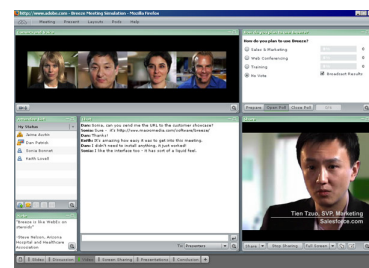 http://www.adobe.com - Breeze Meeting Simulation - Mozilla Firefox
Meeting Present Layouts Pods Help
How do you plan to use Breeze?
Sales & Marketing 0
Web Conferencing 0
Training 0
No Vote
Broadcast Results
Prepare Open Poll Close Poll
My Status
Jaime Austin
Dan Patrick
Sonia Bonnet
Keith Lovell
Dan: Sonia, can you send me the URL to the customer showcase?
Sonia: Sure - it's http://www.macromedia.com/software/breeze/
Dan: Thanks!
Keith: It's amazing how easy it was to get into this meeting.
Dan: I didn't need to install anything, it just worked!
Sonia: I like the interface too - it has sort of a liquid feel.
To: Presenters
"Breeze is like WebEx on steroids"
-Steve Nelson, Arizona Hospital and Healthcare Association
Tien Tzuo, SVP, Marketing
Salesforce.com
Share Stop Sharing Full Screen
Discussion Video Screen Sharing Presentations Conclusion